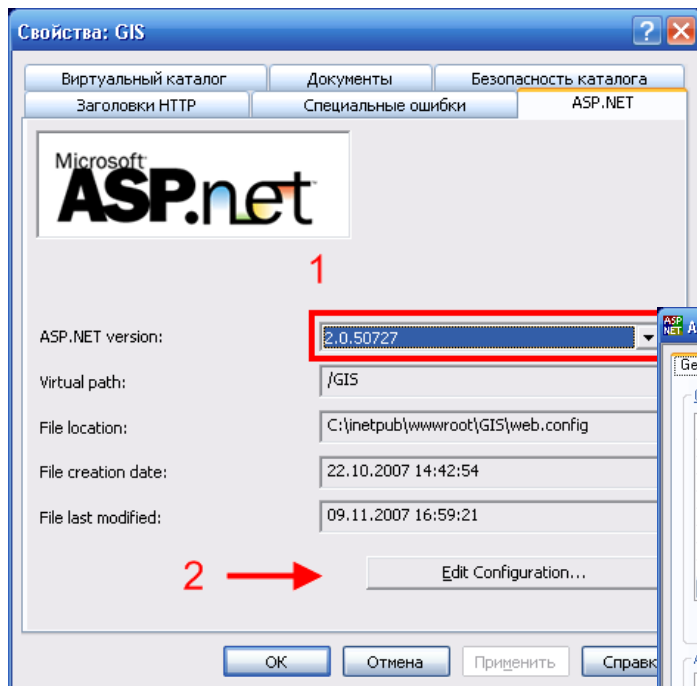 Свойства: GIS
Виртуальный каталог Документы Безопасность каталога
Заголовки HTTP Специальные ошибки ASP.NET
Microsoft
ASP.net
1
ASP.NET version: 2.0.50727
Virtual path: /GIS
File location: C:\inetpub\wwwroot\GIS\web.config
File creation date: 22.10.2007 14:42:54
File last modified: 09.11.2007 16:59:21
2 Edit Configuration...
ОК Отмена Применить